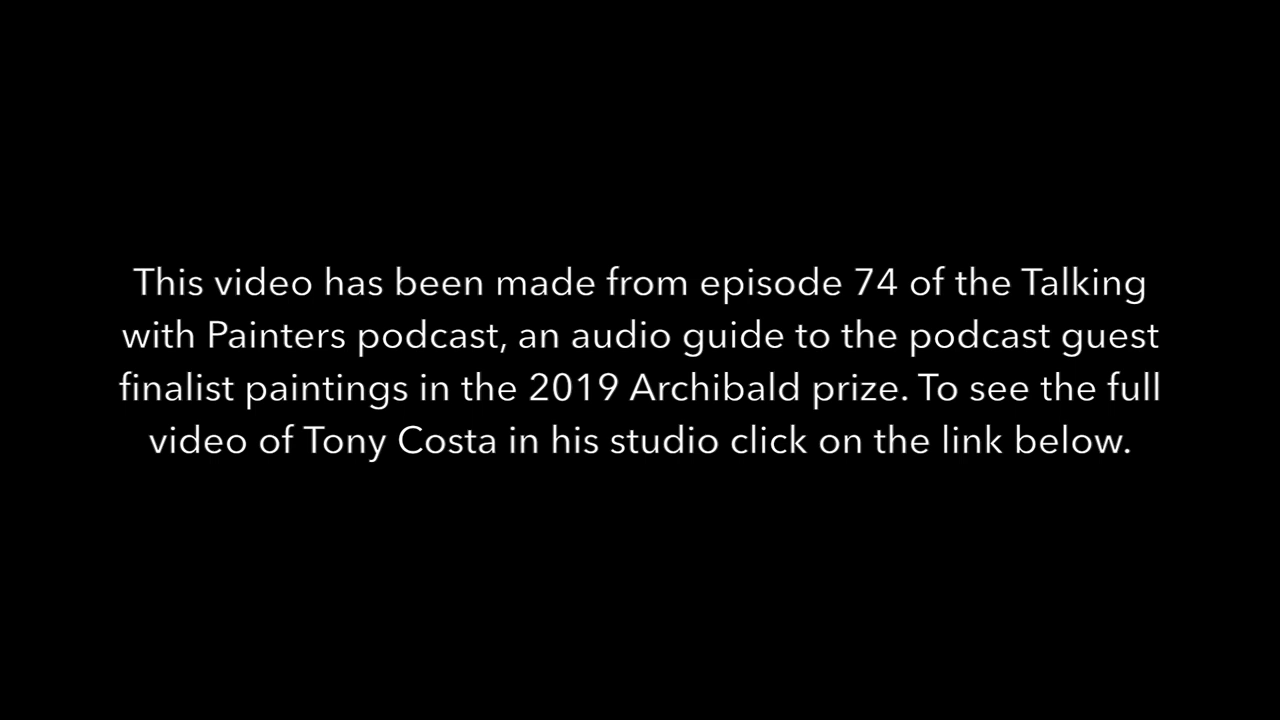 This video has been made from episode 74 of the Talking
with Painters podcast, an audio guide to the podcast guest
finalist paintings in the 2019 Archibald prize. To see the full
video of Tony Costa in his studio click on the link below.